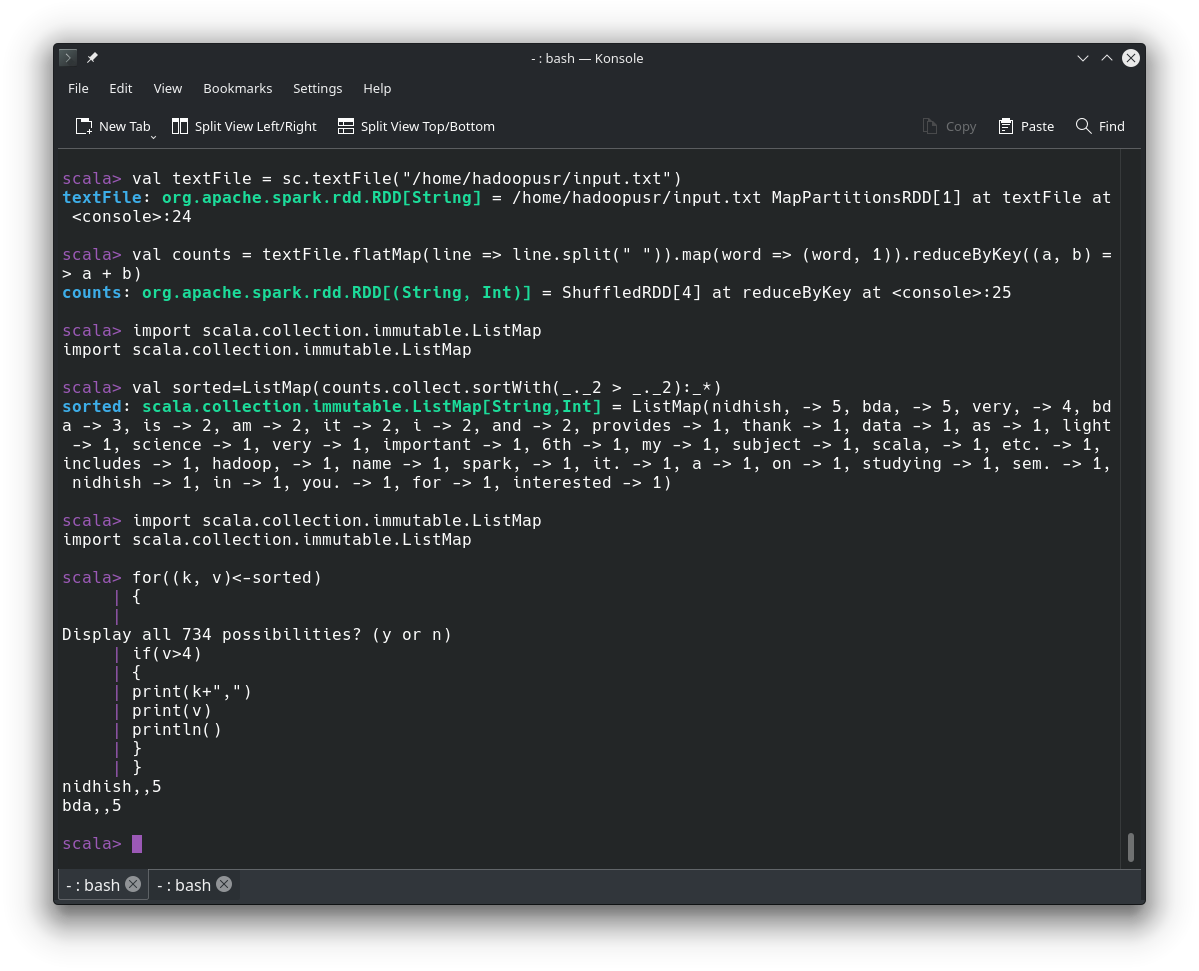 - : bash — Konsole
File Edit View Bookmarks Settings Help
New Tab Split View Left/Right Split View Top/Bottom Copy Paste Find
scala> val textFile = sc.textFile("/home/hadoopusr/input.txt")
textFile: org.apache.spark.rdd.RDD[String] = /home/hadoopusr/input.txt MapPartitionsRDD[1] at textFile at
 <console>:24
scala> val counts = textFile.flatMap(line => line.split(" ")).map(word => (word, 1)).reduceByKey((a, b) =
> a + b)
counts: org.apache.spark.rdd.RDD[(String, Int)] = ShuffledRDD[4] at reduceByKey at <console>:25
scala> import scala.collection.immutable.ListMap
import scala.collection.immutable.ListMap
scala> val sorted=ListMap(counts.collect.sortWith(_._2 > _._2):_*)
sorted: scala.collection.immutable.ListMap[String,Int] = ListMap(nidhish, -> 5, bda, -> 5, very, -> 4, bd
a -> 3, is -> 2, am -> 2, it -> 2, i -> 2, and -> 2, provides -> 1, thank -> 1, data -> 1, as -> 1, light
 -> 1, science -> 1, very -> 1, important -> 1, 6th -> 1, my -> 1, subject -> 1, scala, -> 1, etc. -> 1,
includes -> 1, hadoop, -> 1, name -> 1, spark, -> 1, it. -> 1, a -> 1, on -> 1, studying -> 1, sem. -> 1,
 nidhish -> 1, in -> 1, you. -> 1, for -> 1, interested -> 1)
scala> import scala.collection.immutable.ListMap
import scala.collection.immutable.ListMap
scala> for((k, v)<-sorted)
     | {
     |
Display all 734 possibilities? (y or n)
     | if(v>4)
     | {
     | print(k+",")
     | print(v)
     | println()
     | }
     | }
nidhish,,5
bda,,5
scala>
- : bash - : bash